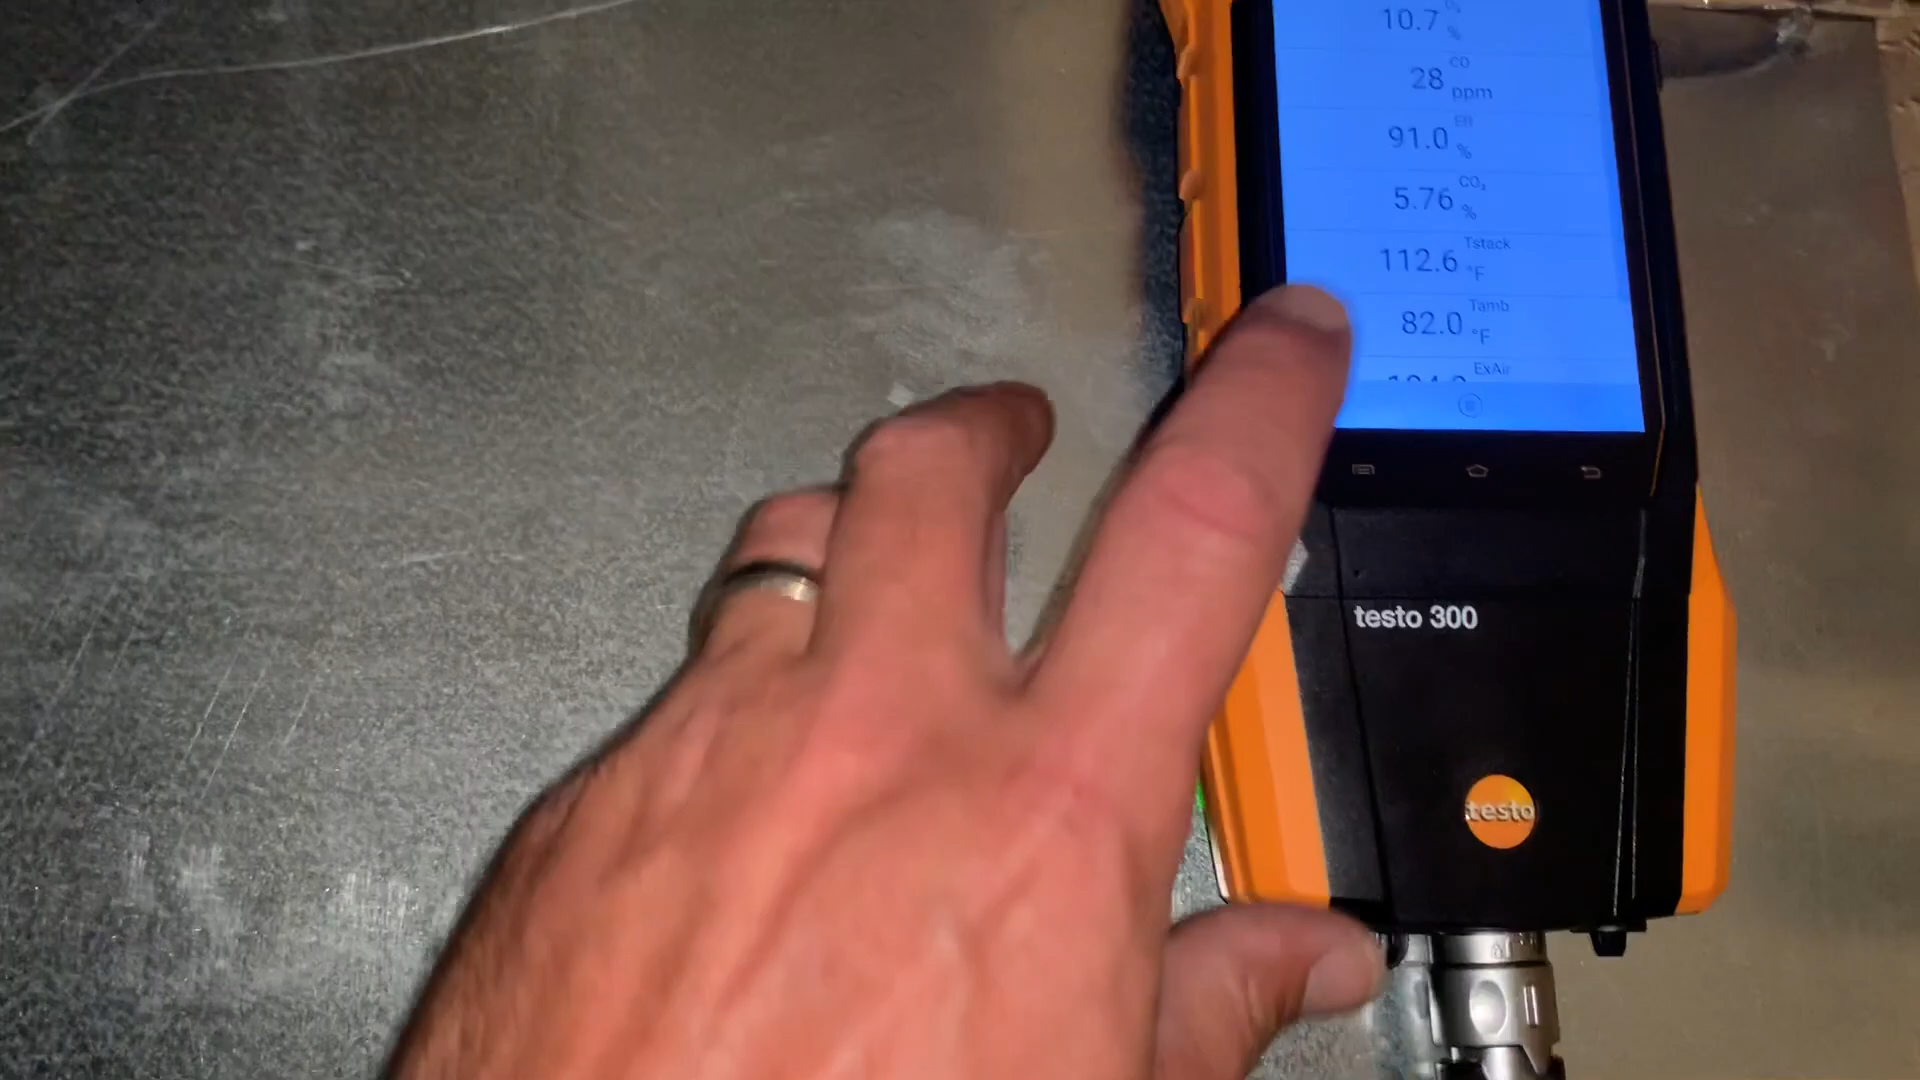 10.7 %
CO
28 ppm
Eff
91.0 %
CO₂
5.76 %
Tstack
112.6 °F
Tamb
82.0 °F
ExAir
testo 300
testo